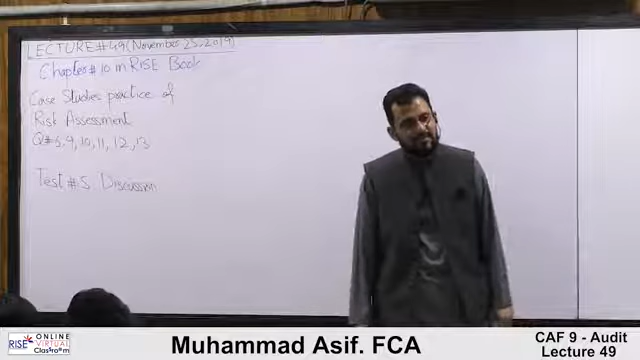 LECTURE#49(November 25, 2019)
Chapter#10 in RISE Book
Case Studies practice of
Risk Assessment
Q#8,9,10,11,12,13
Test#5 Discussion
RISE
ONLINE
VIRTUAL
Classroom
Muhammad Asif. FCA
CAF 9 - Audit
Lecture 49